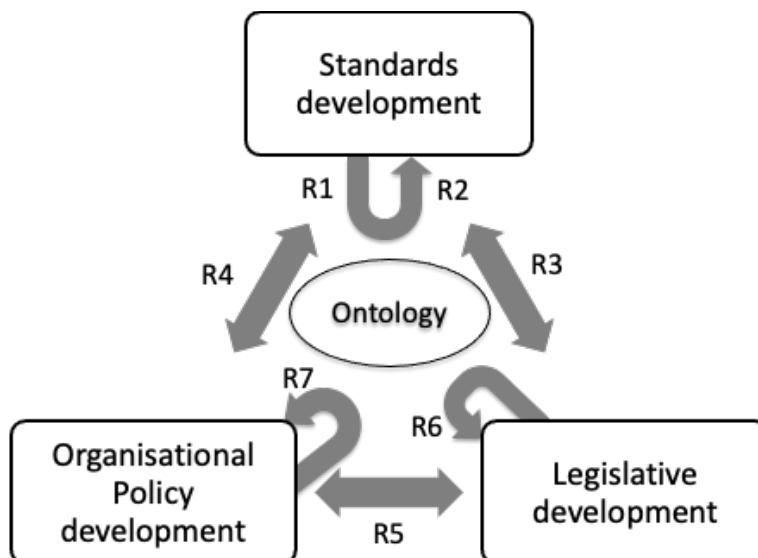 Standards
development
R1
R2
R4
R3
Ontology
R7
R6
Organisational
Policy
development
Legislative
development
R5